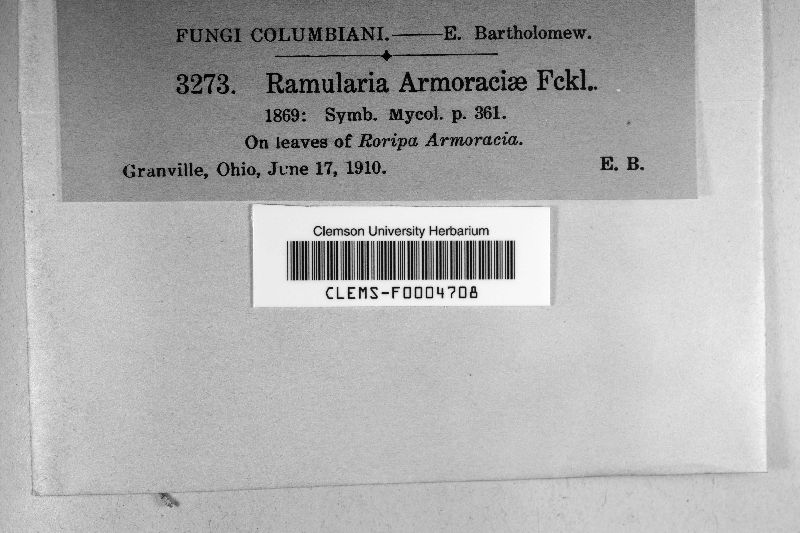 FUNGI COLUMBIANI.——E. Bartholomew.
3273. Ramularia Armoraciæ Fckl..
1869: Symb. Mycol. p. 361.
On leaves of Roripa Armoracia.
Granville, Ohio, June 17, 1910. E. B.
Clemson University Herbarium
CLEMS-F0004708